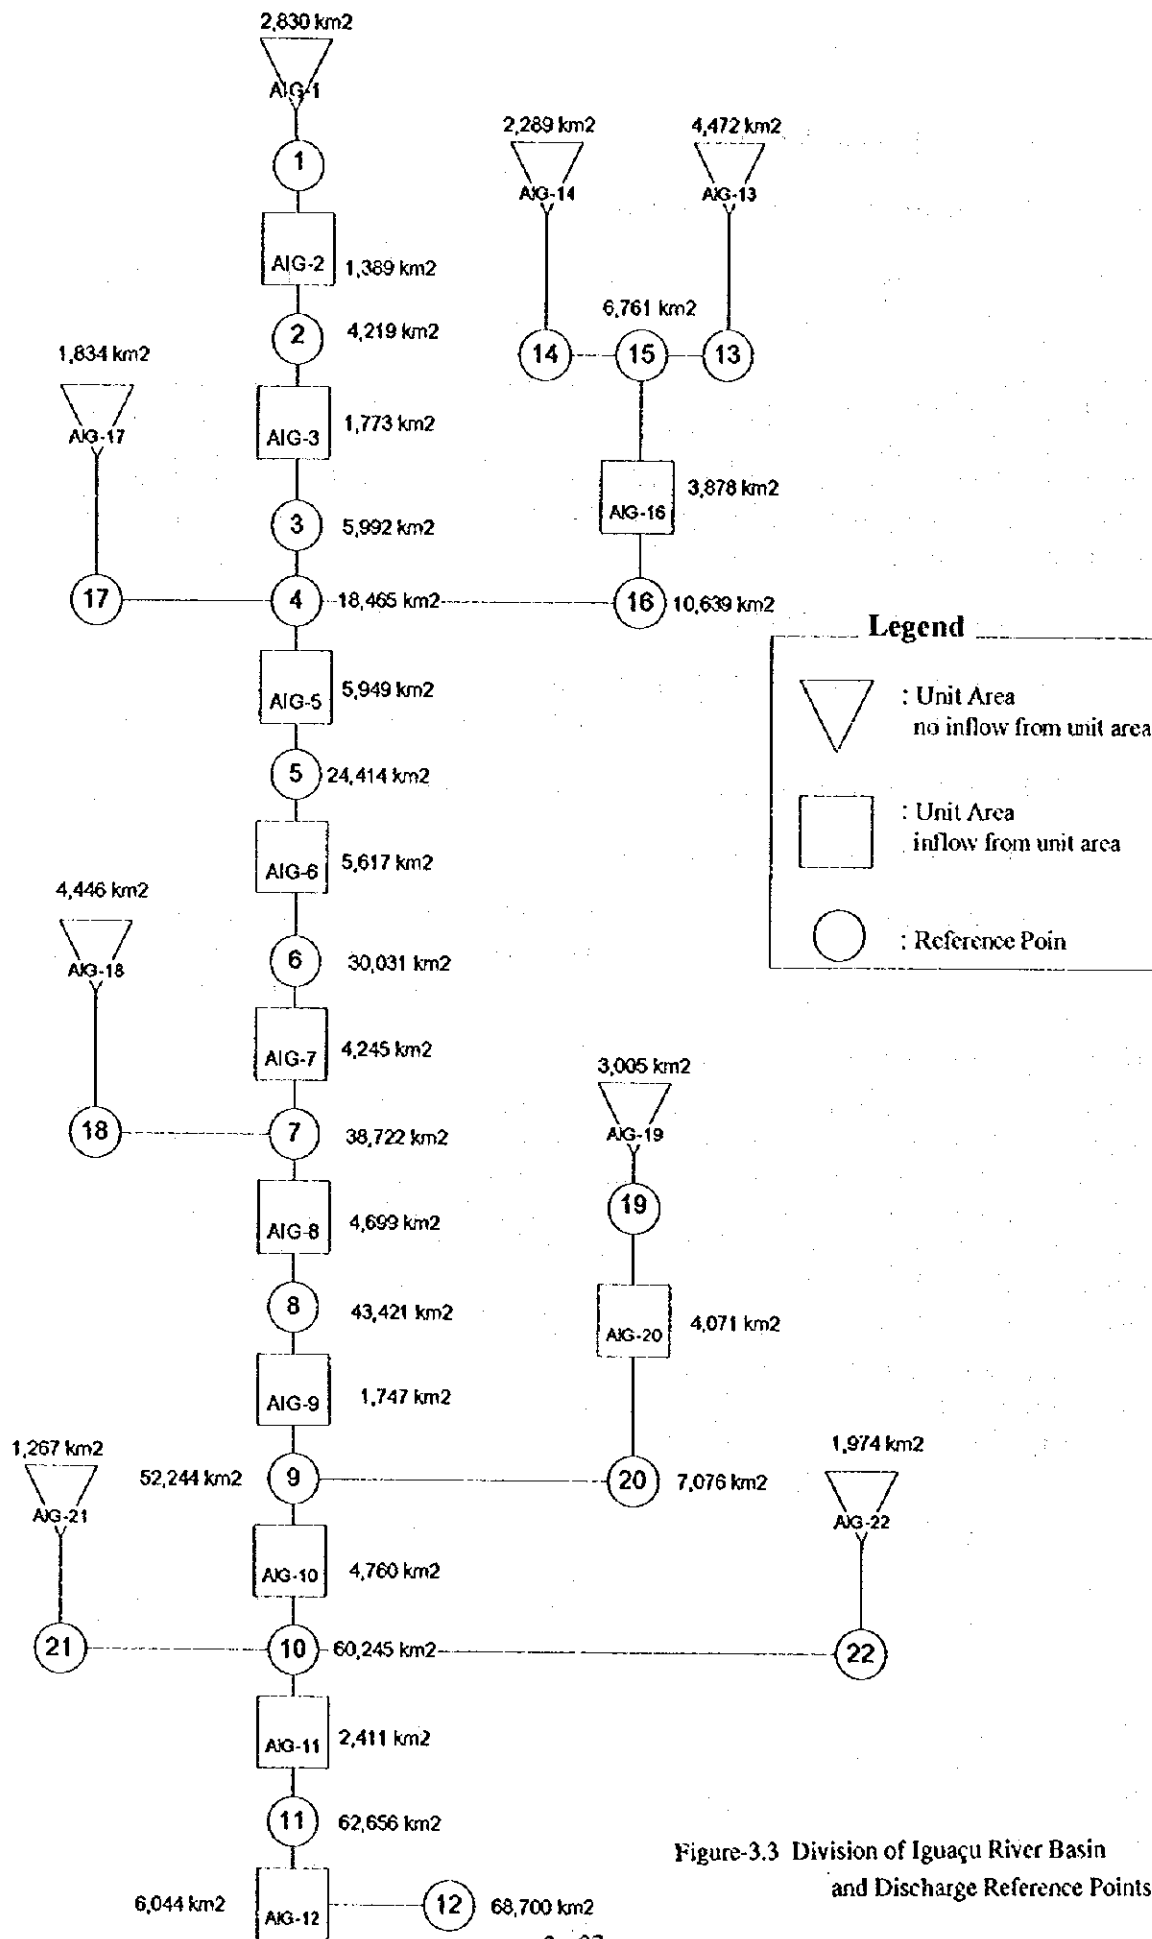 2,830 km2
AIG-1
1
2,289 km2
4,472 km2
AIG-14
AIG-13
AIG-2
1,389 km2
6,761 km2
2
4,219 km2
14
15
13
1,834 km2
AIG-17
AIG-3
1,773 km2
3,878 km2
AIG-16
3
5,992 km2
17
4
18,465 km2
16
10,639 km2
Legend
AIG-5
5,949 km2
: Unit Area
no inflow from unit area
5
24,414 km2
: Unit Area
inflow from unit area
AIG-6
5,617 km2
4,446 km2
: Reference Poin
AIG-18
6
30,031 km2
AIG-7
4,245 km2
3,005 km2
18
7
38,722 km2
AIG-19
19
AIG-8
4,699 km2
8
43,421 km2
AIG-20
4,071 km2
AIG-9
1,747 km2
1,267 km2
1,974 km2
52,244 km2
9
20
7,076 km2
AIG-21
AIG-22
AIG-10
4,760 km2
21
10
60,245 km2
22
AIG-11
2,411 km2
11
62,656 km2
Figure-3.3 Division of Iguaçu River Basin
and Discharge Reference Points
6,044 km2
AIG-12
12
68,700 km2